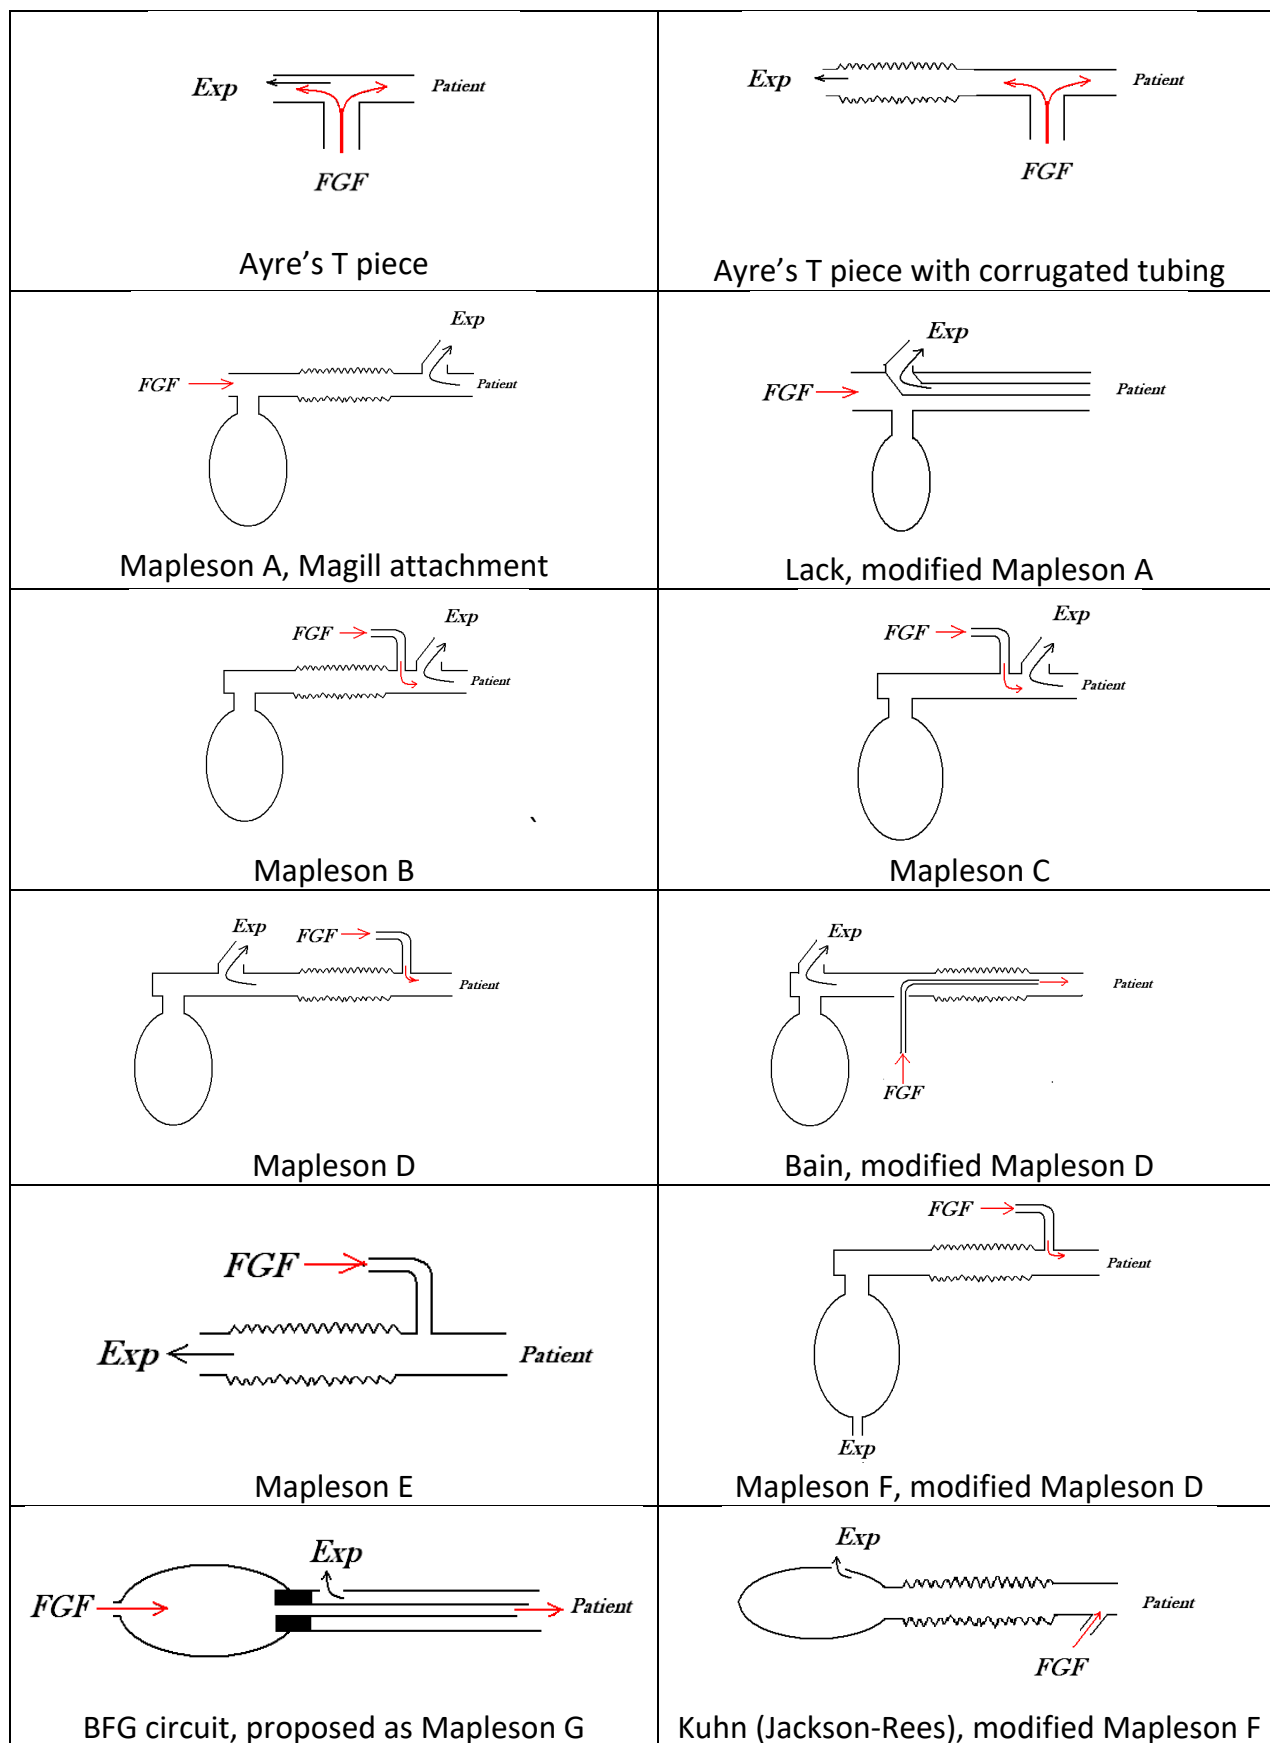 Exp
Patient
FGF
Ayre’s T piece
Exp
Patient
FGF
Ayre’s T piece with corrugated tubing
Exp
FGF
Patient
Mapleson A, Magill attachment
Exp
FGF
Patient
Lack, modified Mapleson A
Exp
FGF
Patient
`
Mapleson B
Exp
FGF
Patient
Mapleson C
Exp
FGF
Patient
Mapleson D
Exp
Patient
FGF
Bain, modified Mapleson D
FGF
Exp
Patient
Mapleson E
FGF
Patient
Exp
Mapleson F, modified Mapleson D
Exp
FGF
Patient
BFG circuit, proposed as Mapleson G
Exp
Patient
FGF
Kuhn (Jackson-Rees), modified Mapleson F